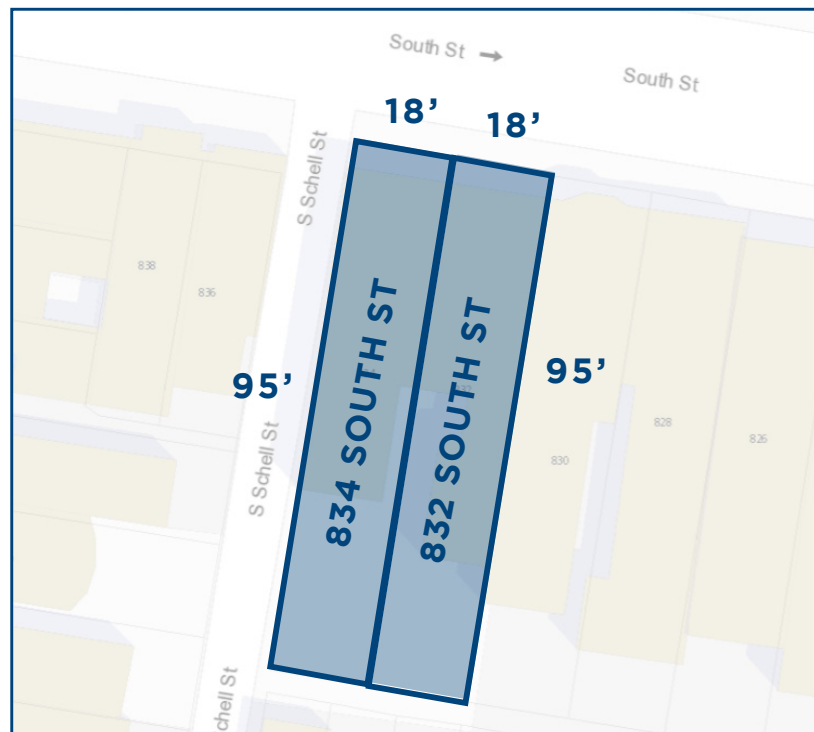 South St →
South St
18’
18’
S Schell St
838
836
834 SOUTH ST
832 SOUTH ST
95’
95’
828
826
830
S Schell St
chell St